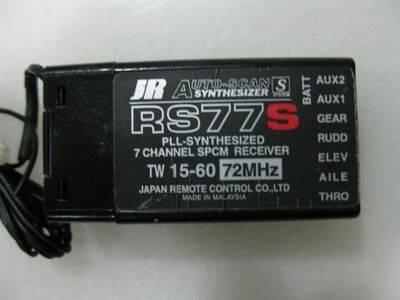 JR AUTO-SCAN
SYNTHESIZER S
SYSTEM
RS77S
PLL-SYNTHESIZED
7 CHANNEL SPCM RECEIVER
TW 15-60 72MHz
JAPAN REMOTE CONTROL CO.,LTD
MADE IN MALAYSIA
BATT
AUX2
AUX1
GEAR
RUDD
ELEV
AILE
THRO